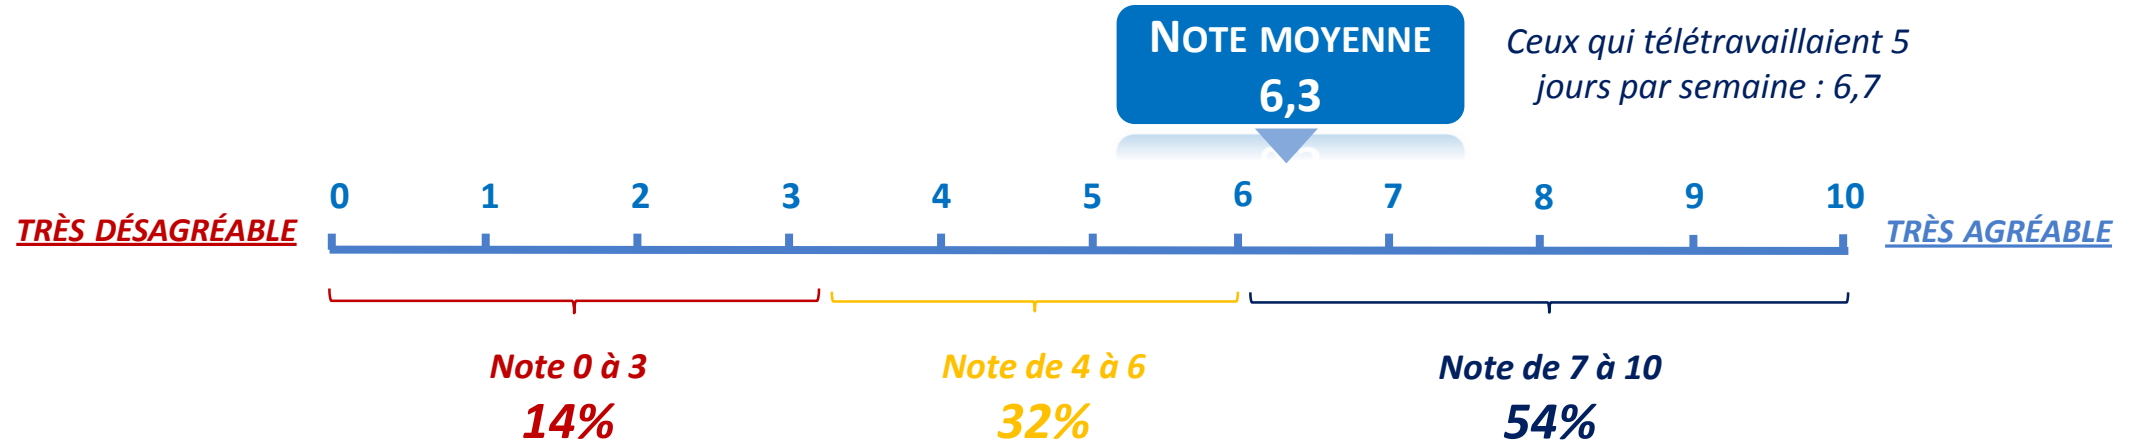 NOTE MOYENNE
6,3
Ceux qui télétravaillaient 5
jours par semaine : 6,7
0 1 2 3 4 5 6 7 8 9 10
TRÈS DÉSAGRÉABLE
TRÈS AGRÉABLE
Note 0 à 3
14%
Note de 4 à 6
32%
Note de 7 à 10
54%